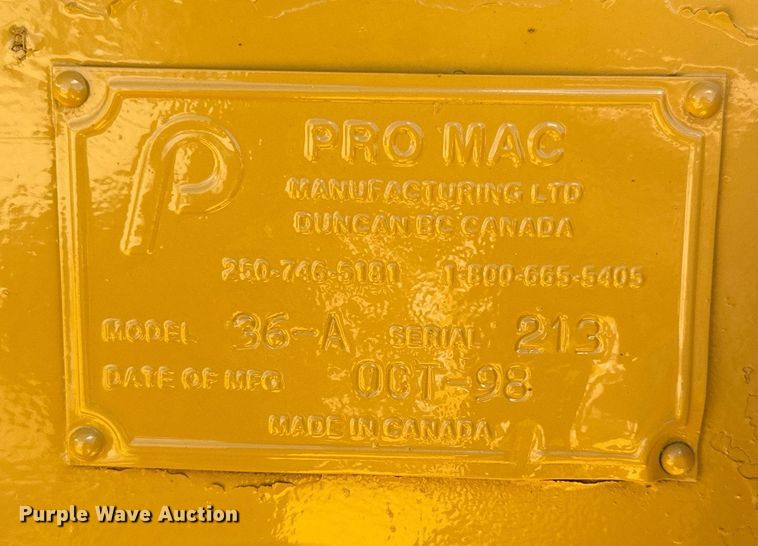 P
PRO MAC
MANUFACTURING LTD
DUNCAN BC CANADA
250-746-5181 1-800-665-5405
MODEL 36-A SERIAL 213
DATE OF MFG OCT-98
MADE IN CANADA
Purple Wave Auction